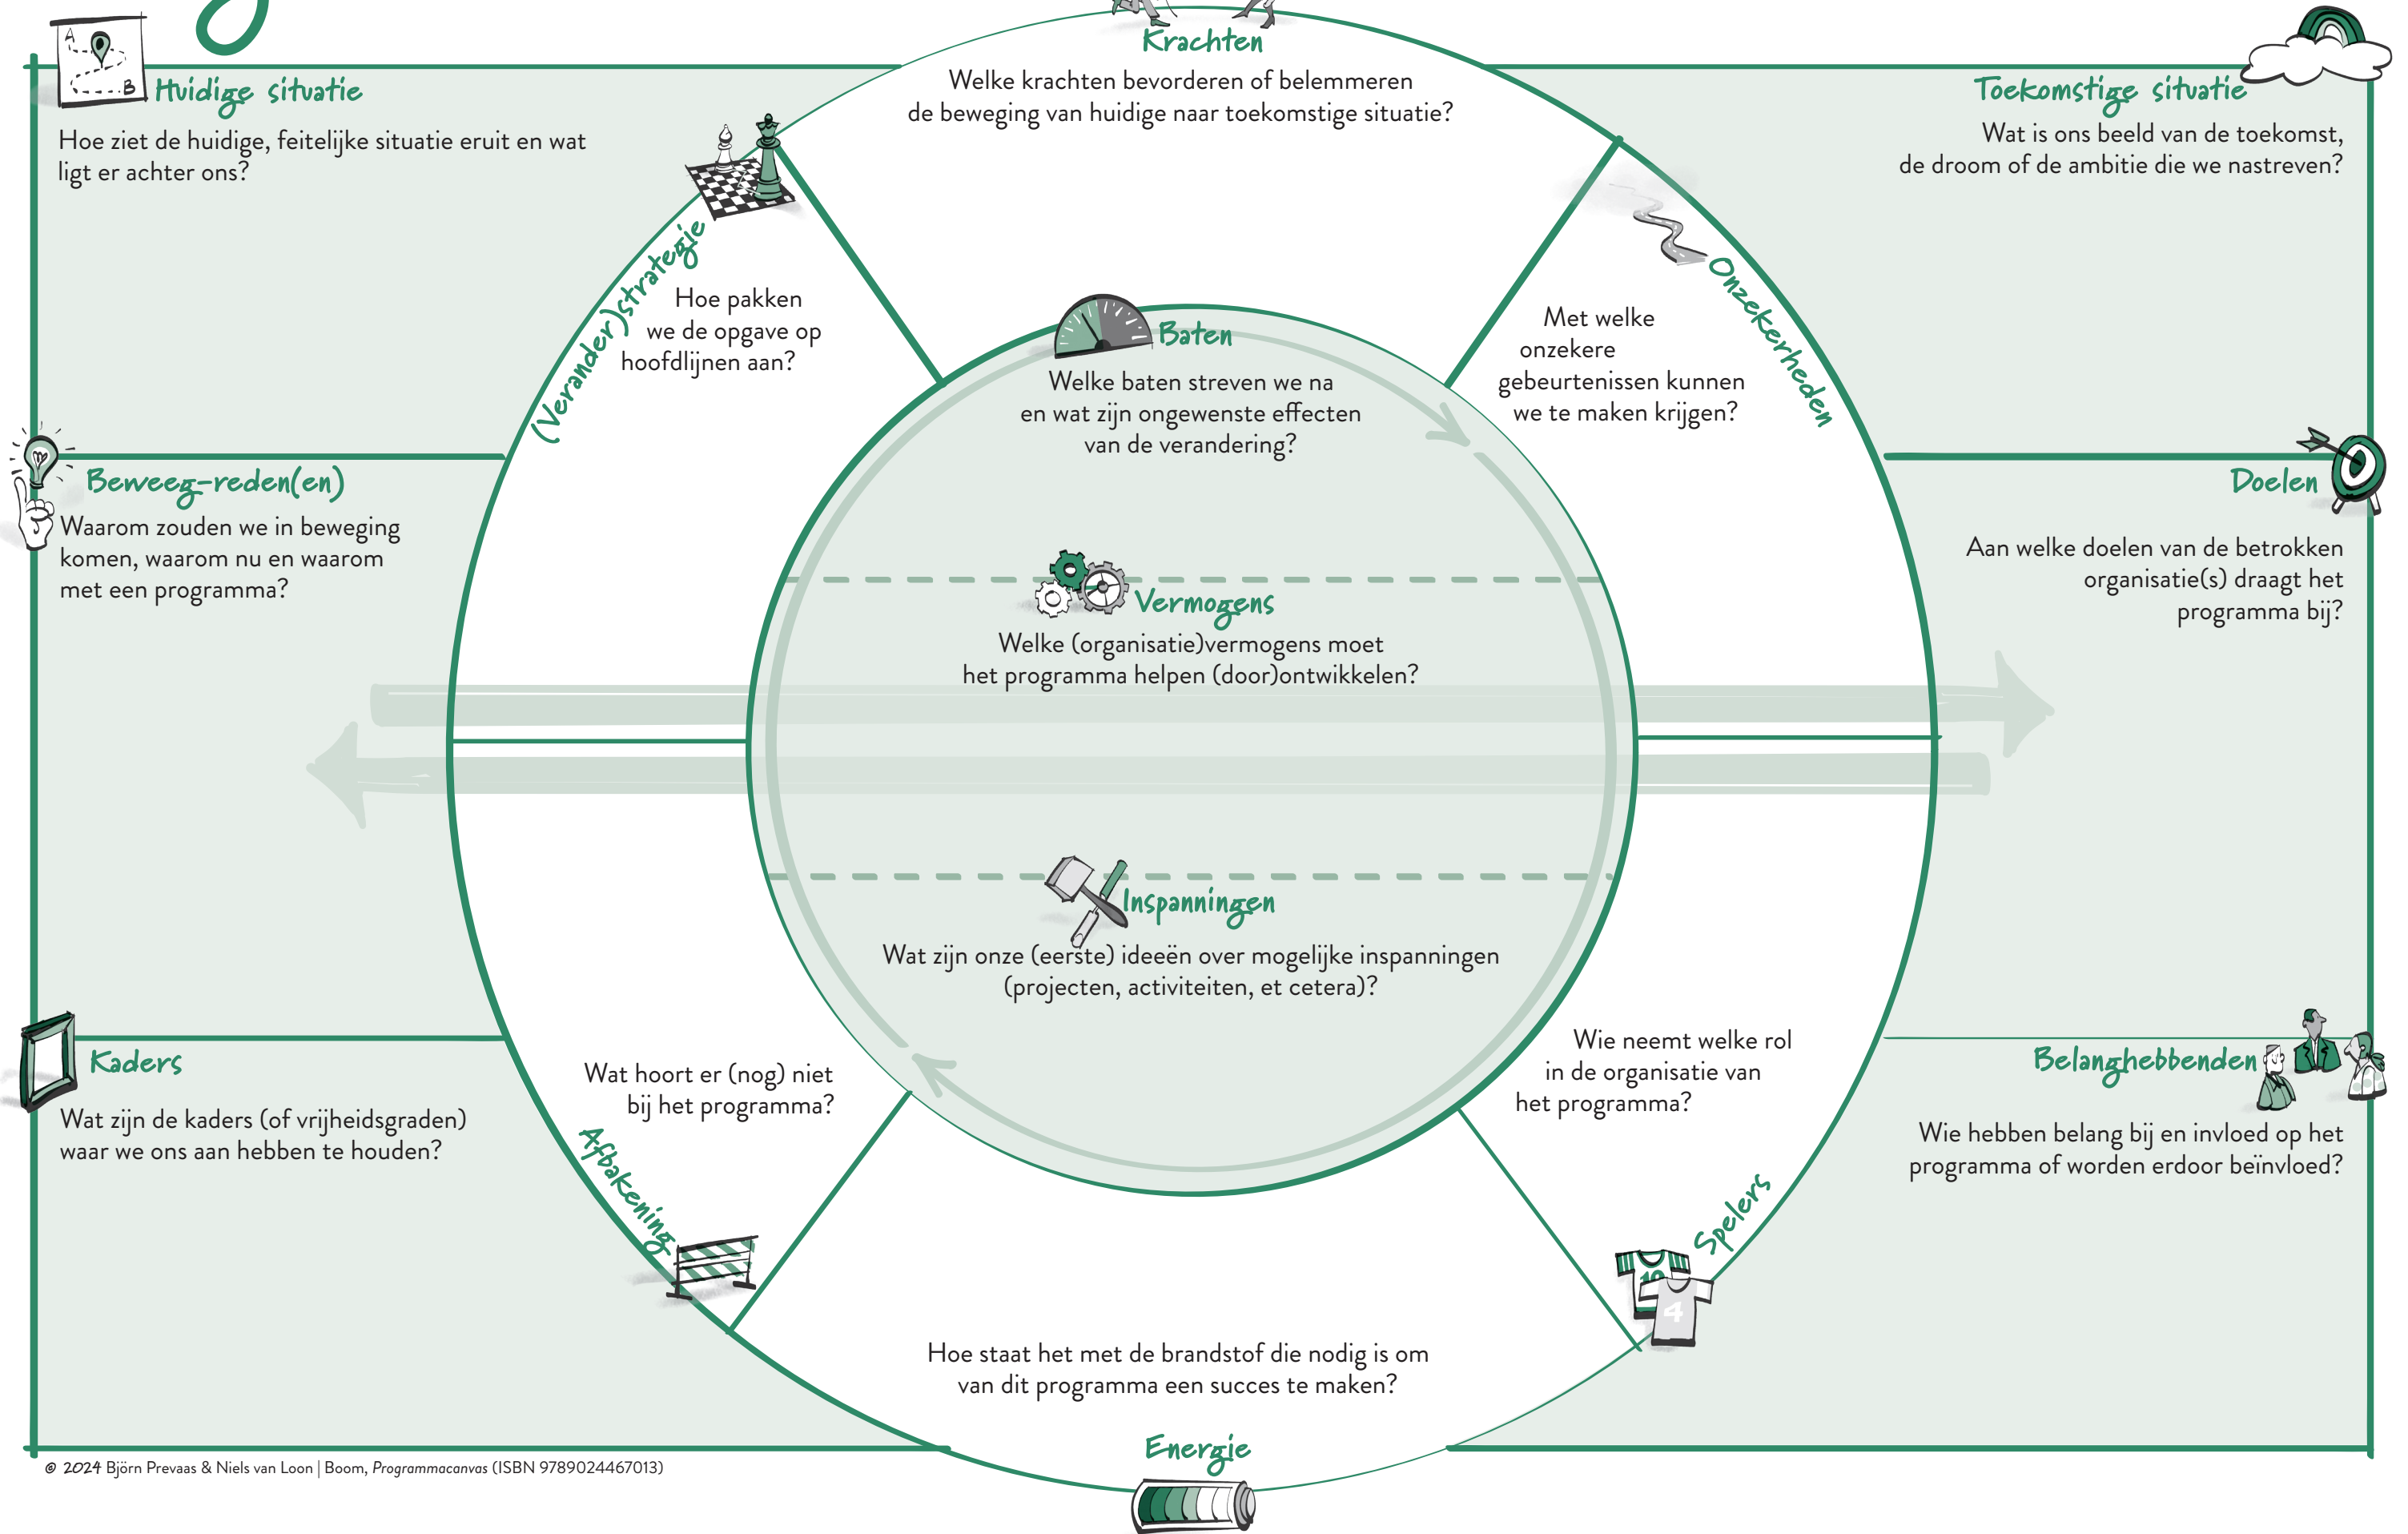 Krachten
Welke krachten bevorderen of belemmeren
de beweging van huidige naar toekomstige situatie?
A
B
Huidige situatie
Hoe ziet de huidige, feitelijke situatie eruit en wat
ligt er achter ons?
Toekomstige situatie
Wat is ons beeld van de toekomst,
de droom of de ambitie die we nastreven?
(Verander)strategie
Hoe pakken
we de opgave op
hoofdlijnen aan?
Onzekerheden
Met welke
onzekere
gebeurtenissen kunnen
we te maken krijgen?
Baten
Welke baten streven we na
en wat zijn ongewenste effecten
van de verandering?
Beweeg-reden(en)
Waarom zouden we in beweging
komen, waarom nu en waarom
met een programma?
Doelen
Aan welke doelen van de betrokken
organisatie(s) draagt het
programma bij?
Vermogens
Welke (organisatie)vermogens moet
het programma helpen (door)ontwikkelen?
Inspanningen
Wat zijn onze (eerste) ideeën over mogelijke inspanningen
(projecten, activiteiten, et cetera)?
Kaders
Wat zijn de kaders (of vrijheidsgraden)
waar we ons aan hebben te houden?
Wat hoort er (nog) niet
bij het programma?
Afbakening
Wie neemt welke rol
in de organisatie van
het programma?
Spelers
10
4
Belanghebbenden
Wie hebben belang bij en invloed op het
programma of worden erdoor beïnvloed?
Hoe staat het met de brandstof die nodig is om
van dit programma een succes te maken?
Energie
© 2024 Björn Prevaas & Niels van Loon | Boom, Programmacanvas (ISBN 9789024467013)